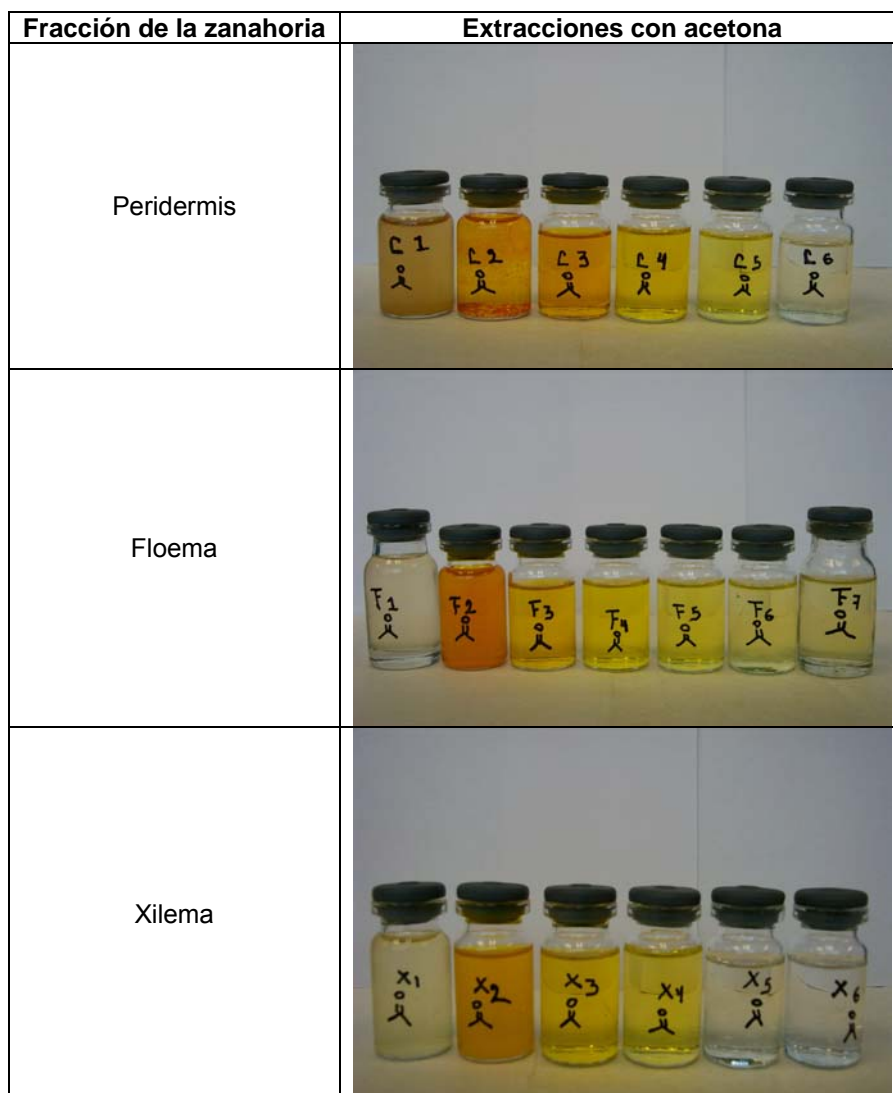 Fracción de la zanahoria Extracciones con acetona
Peridermis
C 1 C 2 C 3 C 4 C 5 C 6
O O O O O O
Floema
F1 F2 F3 F4 F5 F6 F7
O O O O O O O
Xilema
X1 X2 X3 X4 X5 X6
O O O O O O